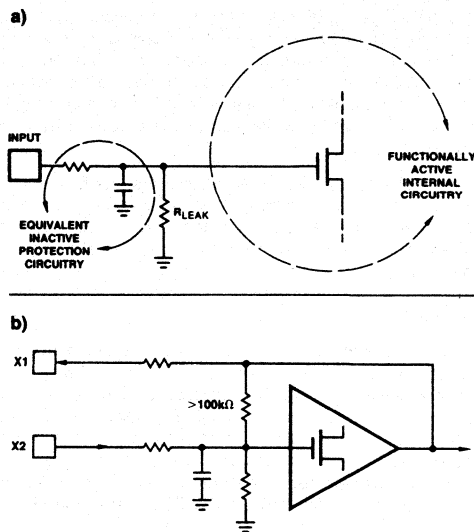 a)
INPUT
EQUIVALENT
INACTIVE
PROTECTION
CIRCUITRY
RLEAK
FUNCTIONALLY
ACTIVE
INTERNAL
CIRCUITRY
b)
X1
>100kΩ
X2